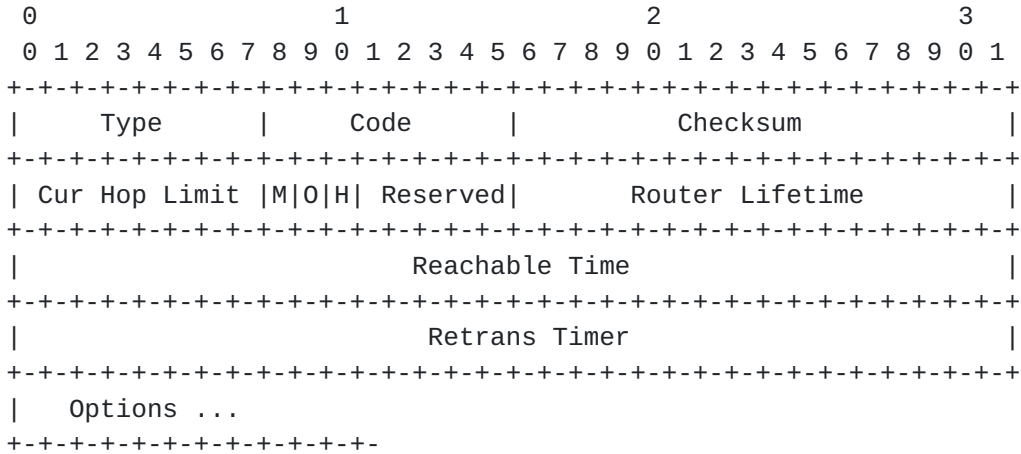 0                   1                   2                   3
 0 1 2 3 4 5 6 7 8 9 0 1 2 3 4 5 6 7 8 9 0 1 2 3 4 5 6 7 8 9 0 1
+-+-+-+-+-+-+-+-+-+-+-+-+-+-+-+-+-+-+-+-+-+-+-+-+-+-+-+-+-+-+-+-+
|     Type      |     Code      |          Checksum             |
+-+-+-+-+-+-+-+-+-+-+-+-+-+-+-+-+-+-+-+-+-+-+-+-+-+-+-+-+-+-+-+-+
| Cur Hop Limit |M|O|H| Reserved|       Router Lifetime         |
+-+-+-+-+-+-+-+-+-+-+-+-+-+-+-+-+-+-+-+-+-+-+-+-+-+-+-+-+-+-+-+-+
|                         Reachable Time                        |
+-+-+-+-+-+-+-+-+-+-+-+-+-+-+-+-+-+-+-+-+-+-+-+-+-+-+-+-+-+-+-+-+
|                          Retrans Timer                        |
+-+-+-+-+-+-+-+-+-+-+-+-+-+-+-+-+-+-+-+-+-+-+-+-+-+-+-+-+-+-+-+-+
|   Options ...
+-+-+-+-+-+-+-+-+-+-+-+-